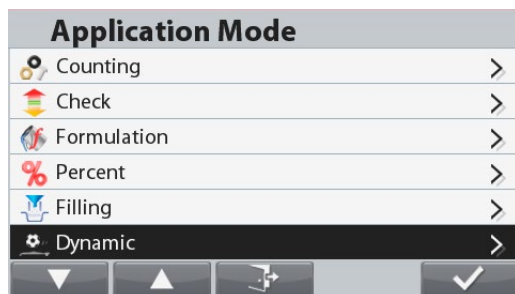 Application Mode
Counting
Check
Formulation
Percent
Filling
Dynamic